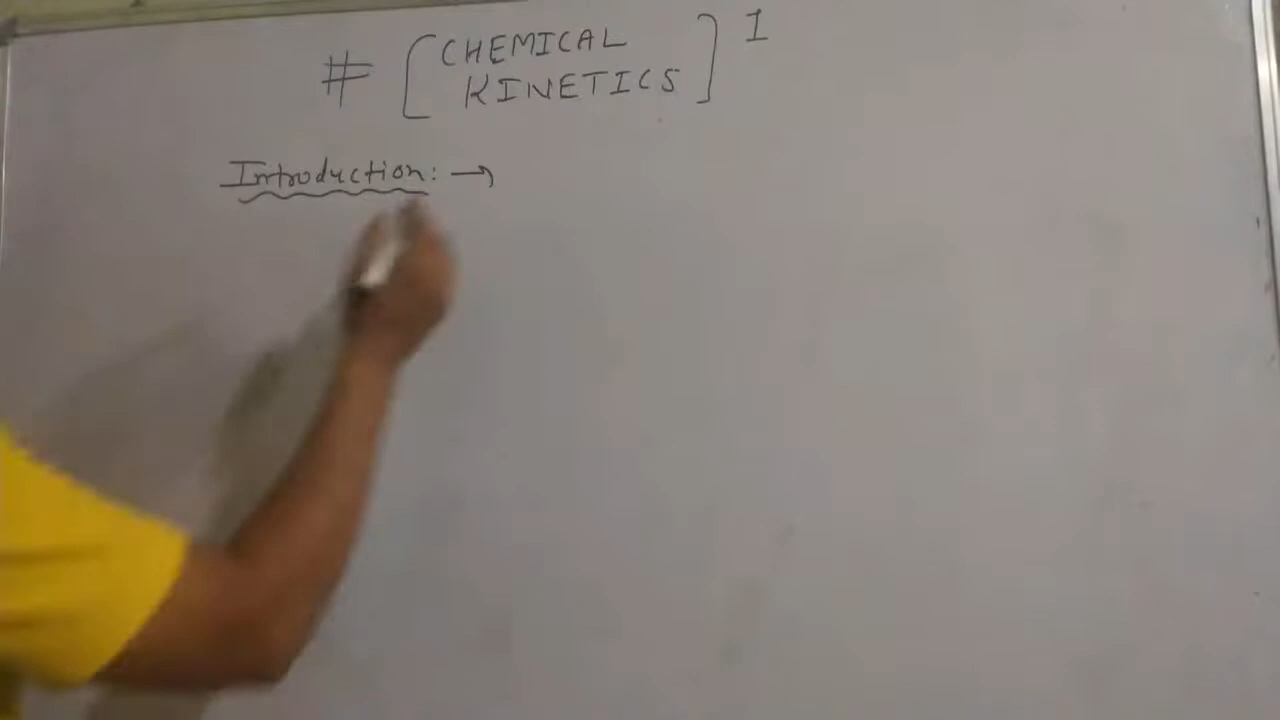 # [CHEMICAL KINETICS] I
Introduction: →